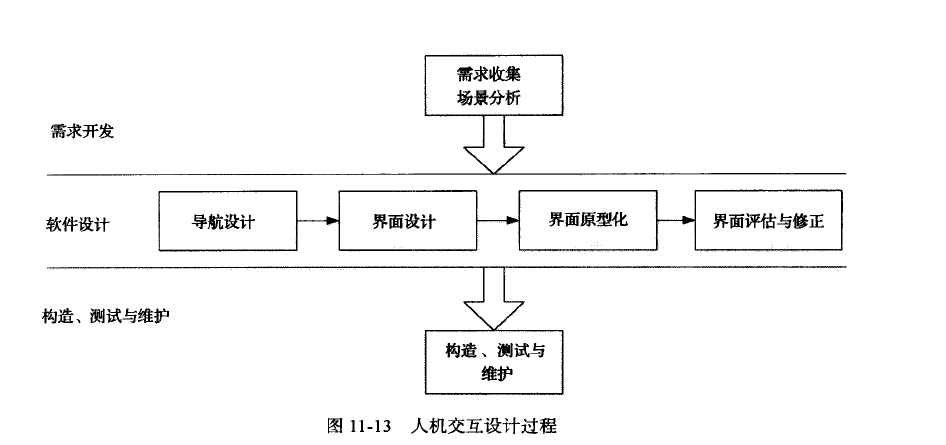 需求收集
场景分析
需求开发
软件设计
导航设计
界面设计
界面原型化
界面评估与修正
构造、测试与维护
构造、测试与
维护
图 11-13 人机交互设计过程